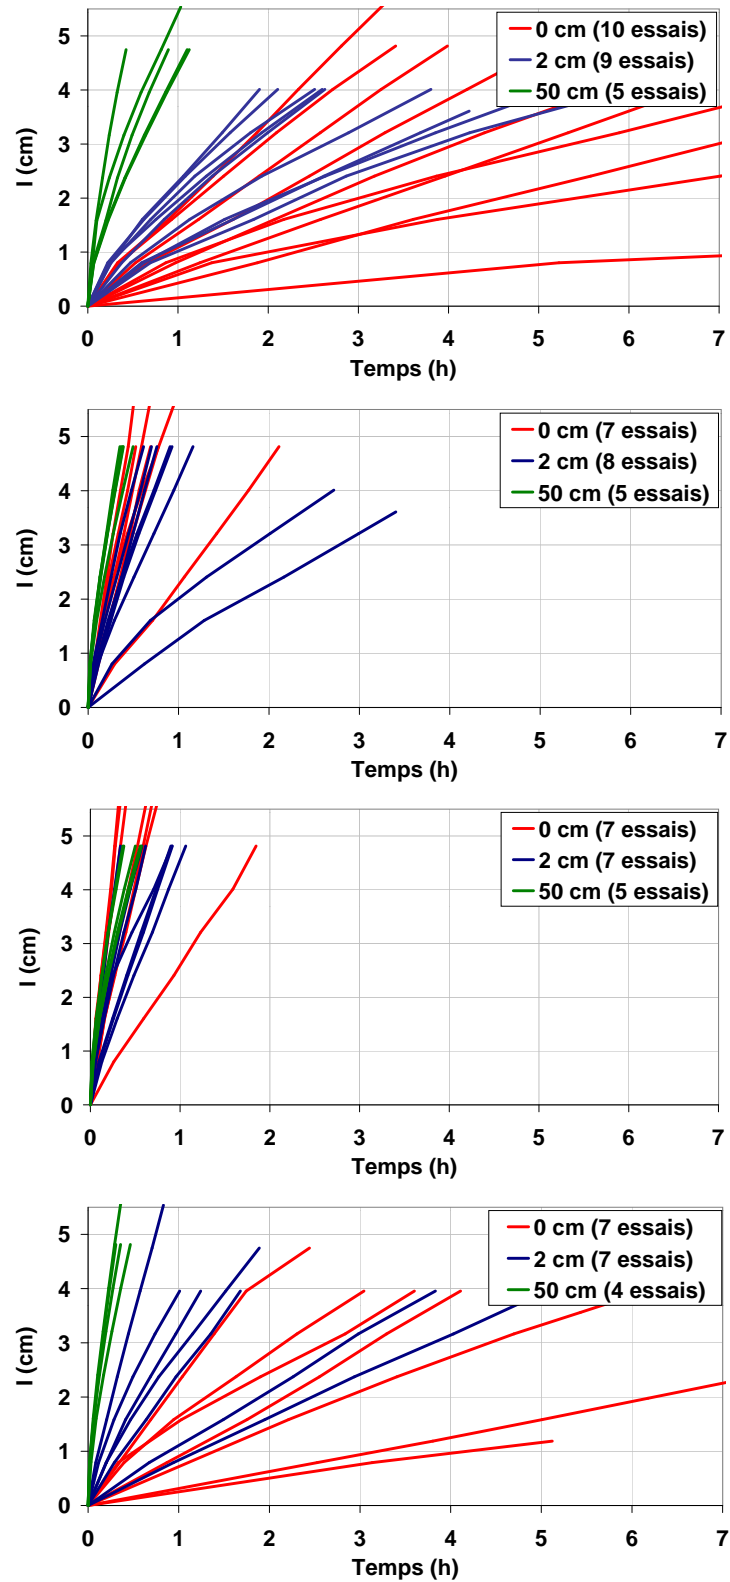 5
4
3
2
1
0
I (cm)
0 cm (10 essais)
2 cm (9 essais)
50 cm (5 essais)
0 1 2 3 4 5 6 7
Temps (h)
5
4
3
2
1
0
I (cm)
0 cm (7 essais)
2 cm (8 essais)
50 cm (5 essais)
0 1 2 3 4 5 6 7
Temps (h)
5
4
3
2
1
0
I (cm)
0 cm (7 essais)
2 cm (7 essais)
50 cm (5 essais)
0 1 2 3 4 5 6 7
Temps (h)
5
4
3
2
1
0
I (cm)
0 cm (7 essais)
2 cm (7 essais)
50 cm (4 essais)
0 1 2 3 4 5 6 7
Temps (h)